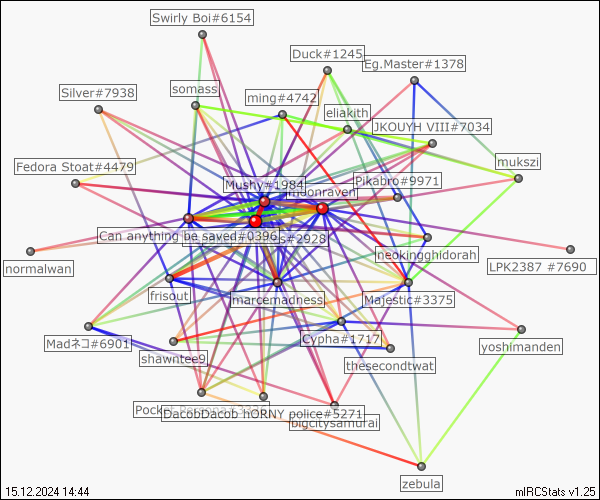 Swirly Boi#6154
Duck#1245
Eg.Master#1378
Silver#7938
somass
ming#4742
eliakith
JKOUYH VIII#7034
mukszi
Fedora Stoat#4479
Mushy#1984
moonraven
Pikabro#9971
Can anything be saved#0396
#2928
neokingghidorah
LPK2387 #7690
normalwan
frisout
marcemadness
Majestic#3375
Madネコ#6901
shawntee9
Cypha#1717
thesecondtwat
yoshimanden
Pocket
DacobDacob hORNY police#5271
bigcitysamurai
zebula
15.12.2024 14:44
mIRCStats v1.25